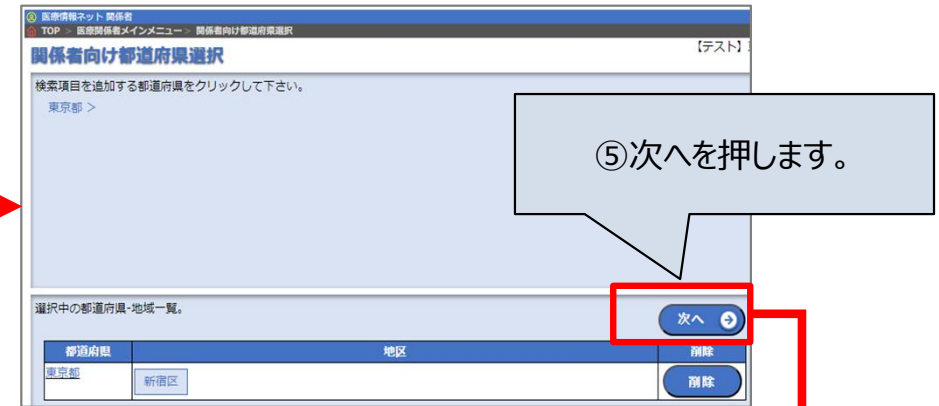 医療情報ネット 関係者
TOP > 医療関係者メインメニュー > 関係者向け都道府県選択
関係者向け都道府県選択
【テスト】
検索項目を追加する都道府県をクリックして下さい。
東京都 >
⑤次へを押します。
選択中の都道府県-地域一覧。
次へ
都道府県 地区 削除
東京都 新宿区 削除